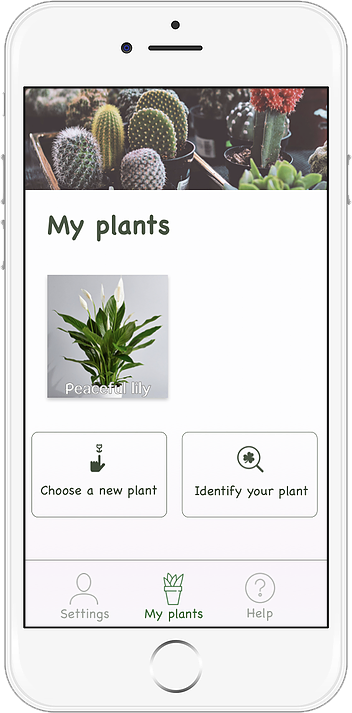 My plants
Peaceful lily
Choose a new plant
Identify your plant
Settings
My plants
Help